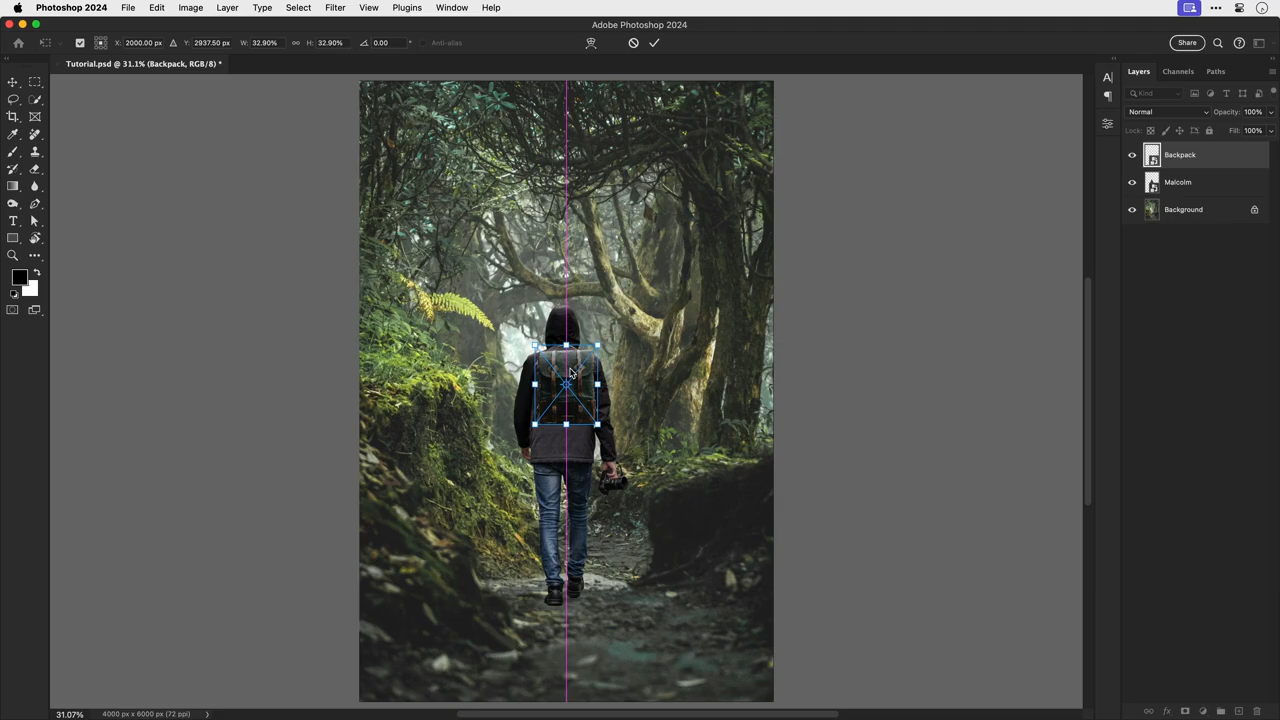 Photoshop 2024 File Edit Image Layer Type Select Filter View Plugins Window Help
Adobe Photoshop 2024
X: 2000.00 px Y: 2937.50 px W: 32.90% H: 32.90% 0.00 ° Anti-alias Share
Tutorial.psd @ 31.1% (Backpack, RGB/8) *
Layers Channels Paths
Kind
Normal Opacity: 100%
Lock: Fill: 100%
Backpack
Malcolm
Background
31.07% 4000 px x 6000 px (72 ppi)